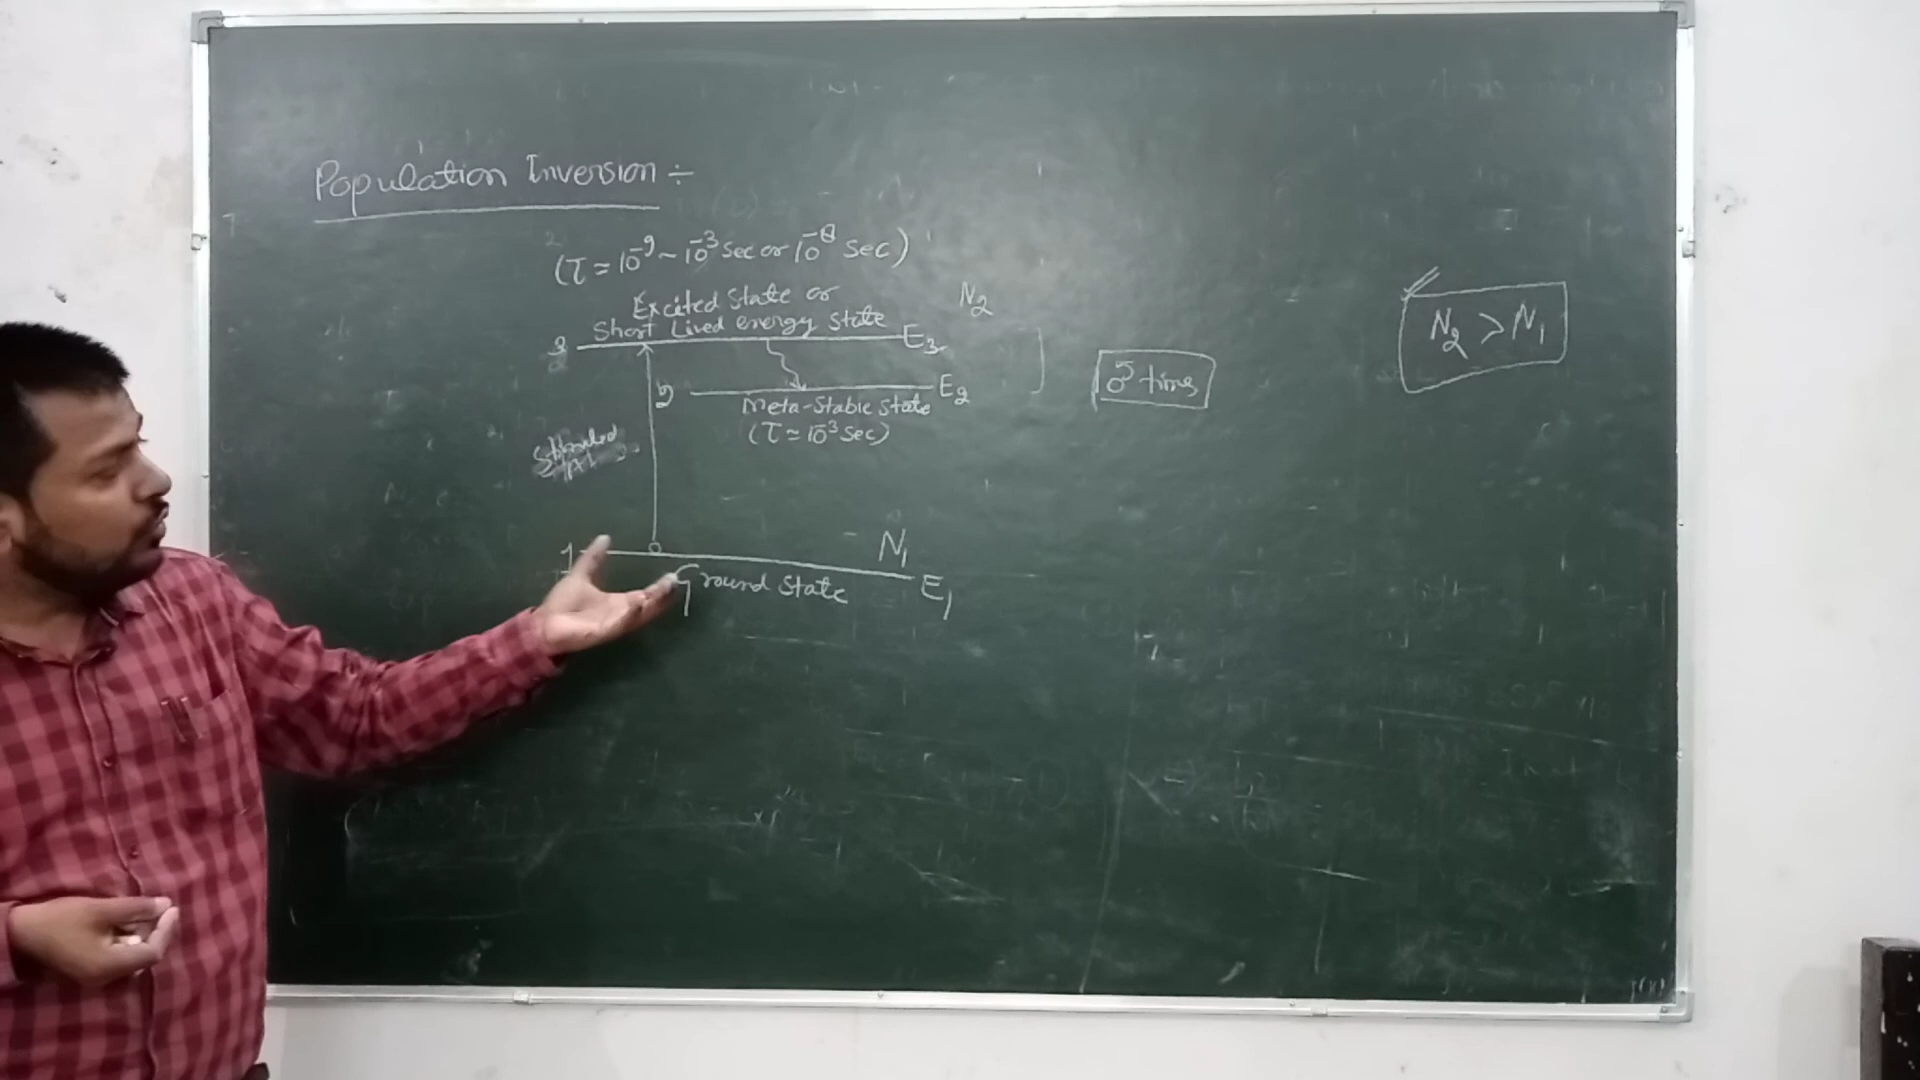 Population Inversion :-
(τ = 10⁻⁹ ~ 10⁻³ sec or 10⁻⁸ sec)
Excited State or
Short Lived energy state
N₂
3
E₃
2
E₂
Meta-Stable State
(τ ≃ 10⁻³ sec)
10⁵ times
N₂ > N₁
1
N₁
Ground State
E₁